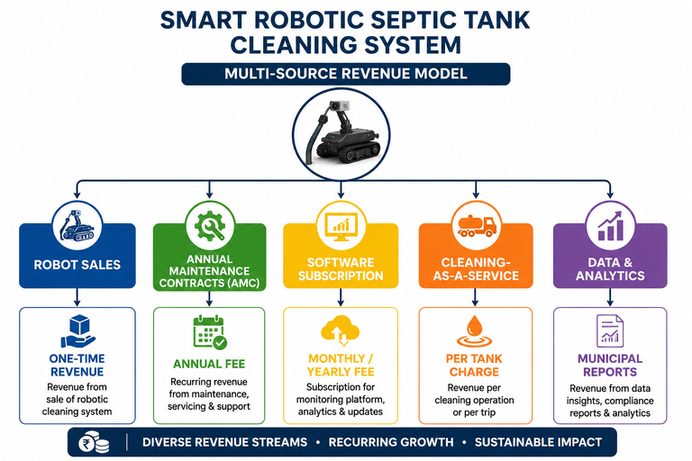 SMART ROBOTIC SEPTIC TANK
CLEANING SYSTEM
MULTI-SOURCE REVENUE MODEL
ROBOT SALES
ANNUAL
MAINTENANCE
CONTRACTS (AMC)
SOFTWARE
SUBSCRIPTION
CLEANING-
AS-A-SERVICE
DATA &
ANALYTICS
ONE-TIME
REVENUE
Revenue from
sale of robotic
cleaning system
ANNUAL FEE
Recurring revenue
from maintenance,
servicing & support
MONTHLY /
YEARLY FEE
Subscription for
monitoring platform,
analytics & updates
PER TANK
CHARGE
Revenue per
cleaning operation
or per trip
MUNICIPAL
REPORTS
Revenue from data
insights, compliance
reports & analytics
₹
DIVERSE REVENUE STREAMS • RECURRING GROWTH • SUSTAINABLE IMPACT